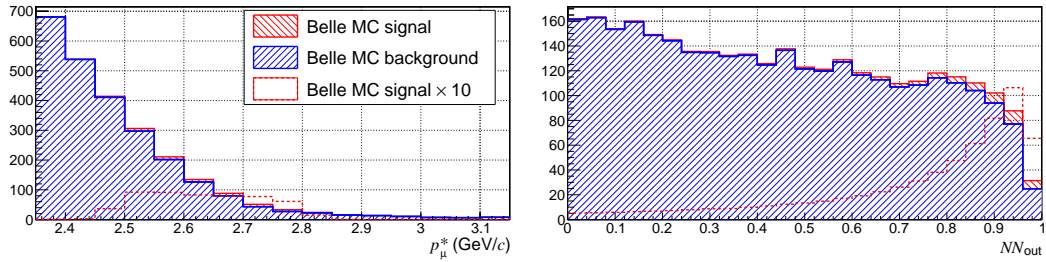 700
600
500
400
300
200
100
0
2.4 2.5 2.6 2.7 2.8 2.9 3 3.1
p*μ (GeV/c)
Belle MC signal
Belle MC background
Belle MC signal × 10
160
140
120
100
80
60
40
20
0
0 0.1 0.2 0.3 0.4 0.5 0.6 0.7 0.8 0.9 1
NNout